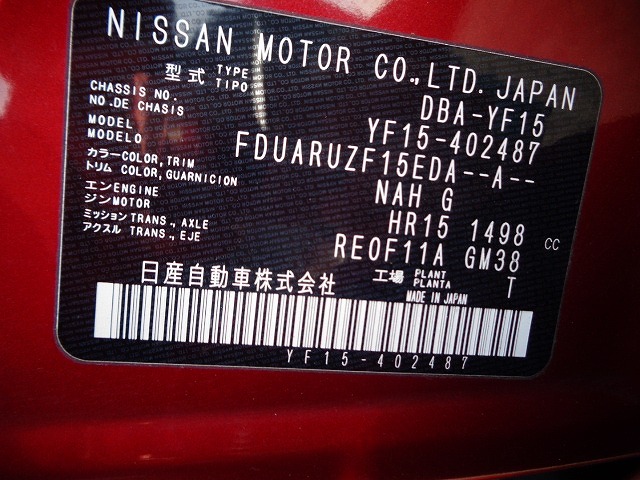 NISSAN MOTOR CO.,LTD. JAPAN
型式 TYPE TIPO DBA-YF15
CHASSIS NO. NO.DE CHASIS YF15-402487
MODEL MODELO FDUARUZF15EDA--A--
カラー COLOR, TRIM トリム COLOR, GUARNICION NAH G
エンジン ENGINE MOTOR HR15 1498 CC
ミッション TRANS., AXLE アクスル TRANS., EJE RE0F11A GM38
日産自動車株式会社 工場 PLANT PLANTA T
MADE IN JAPAN
YF15-402487